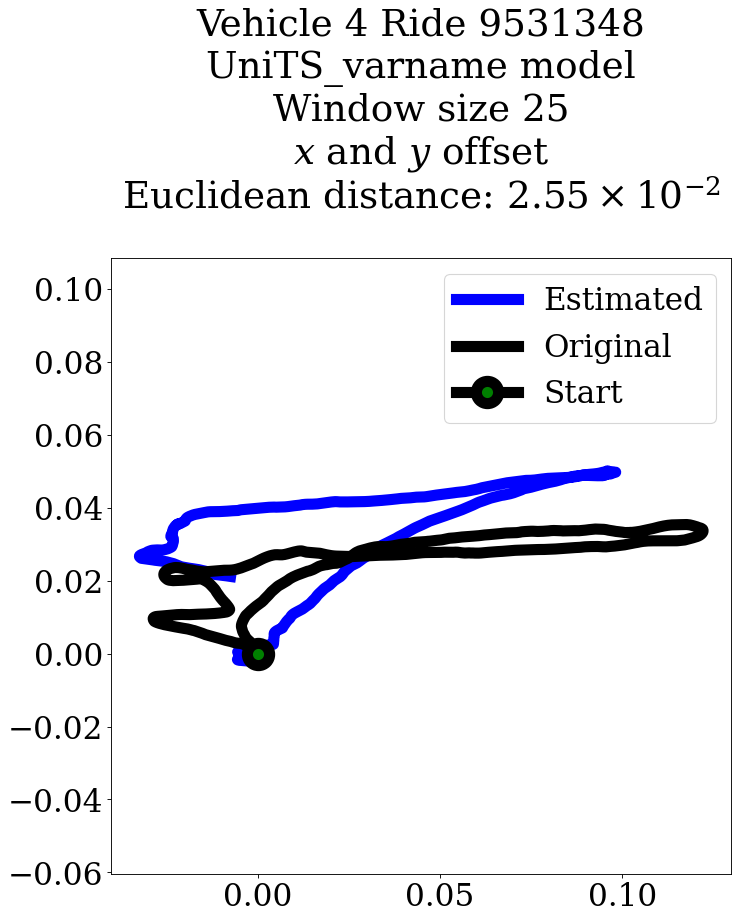 Vehicle 4 Ride 9531348
UniTS_varname model
Window size 25
x and y offset
Euclidean distance: 2.55 × 10⁻²
Estimated
Original
Start
0.10
0.08
0.06
0.04
0.02
0.00
−0.02
−0.04
−0.06
0.00 0.05 0.10